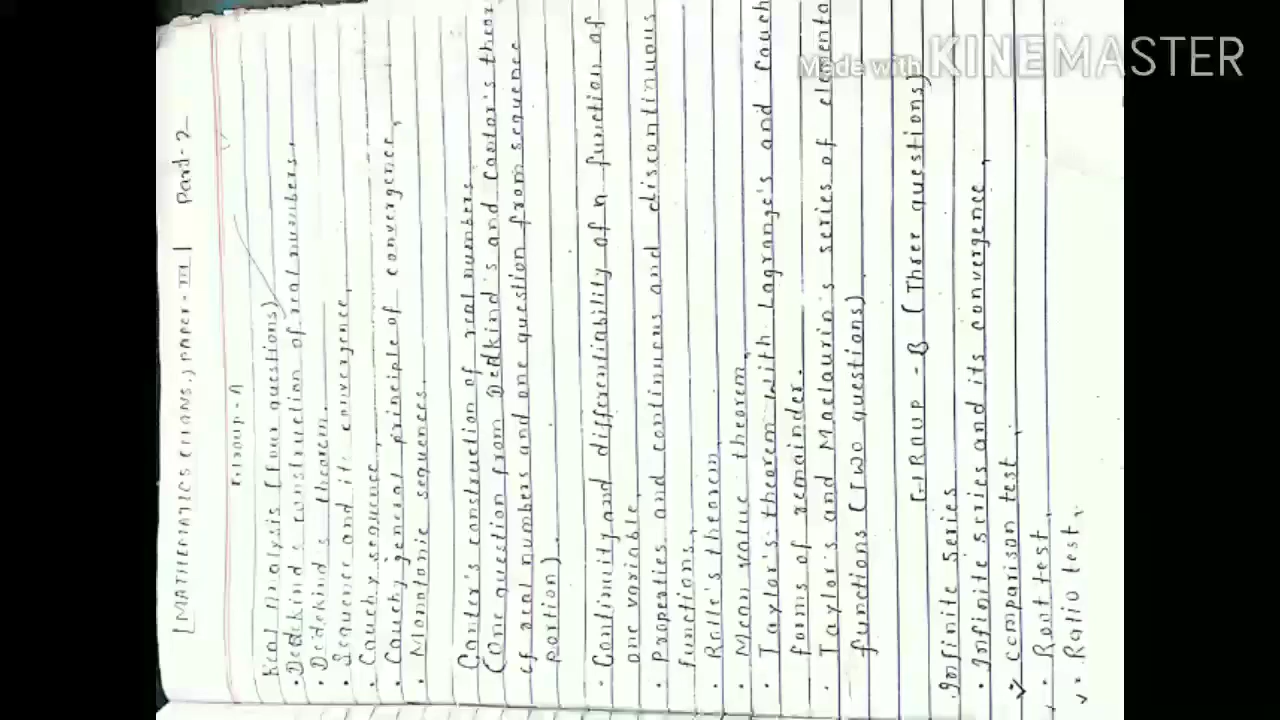 [MATHEMATICS (HONS.) PAPER - III] Part - 2
Group - A
Real Analysis (Four questions)
• Dedekind's construction of real numbers,
• Dedekind's theorem.
• Sequence and its convergence,
• Cauchy sequence,
• Cauchy general principle of convergence,
• Monotonic sequences.
Canter's construction of real numbers
(One question from Dedkind's and Cantor's theor
of real numbers and one question from sequence
portion).
• Continuity and differentiability of a function of
one variable,
• Properties and continuous and discontinuous
functions,
• Rolle's theorem,
• Mean value theorem,
• Taylor's theorem with Lagrange's and Cauch
forms of remainder.
• Taylor's and Maclaurin's series of elementa
functions (Two questions)
GROUP - B (Three questions)
Infinite series
• Infinite series and its convergence,
✓ comparison test,
• Root test,
✓ • Ratio test,
Made with KINEMASTER